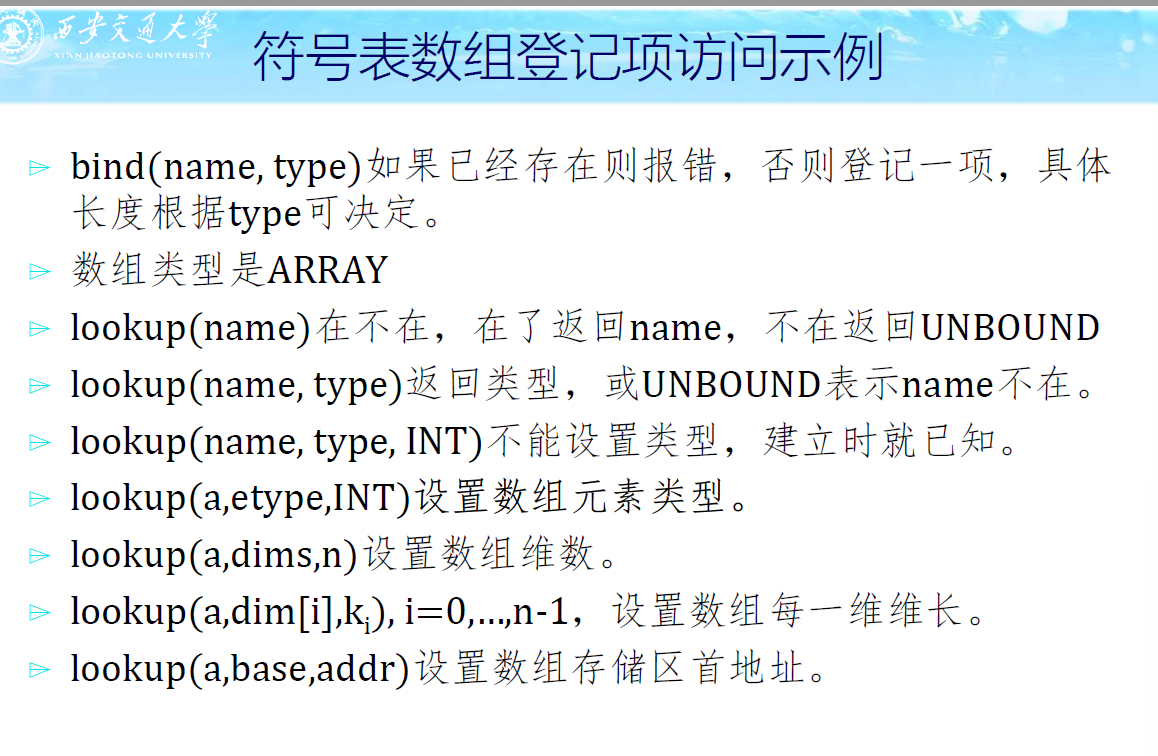 西安交通大學
XI'AN JIAOTONG UNIVERSITY
符号表数组登记项访问示例
bind(name, type)如果已经存在则报错，否则登记一项，具体
长度根据type可决定。
数组类型是ARRAY
lookup(name)在不在，在了返回name，不在返回UNBOUND
lookup(name, type)返回类型，或UNBOUND表示name不在。
lookup(name, type, INT)不能设置类型，建立时就已知。
lookup(a,etype,INT)设置数组元素类型。
lookup(a,dims,n)设置数组维数。
lookup(a,dim[i],ki), i=0,...,n-1，设置数组每一维维长。
lookup(a,base,addr)设置数组存储区首地址。